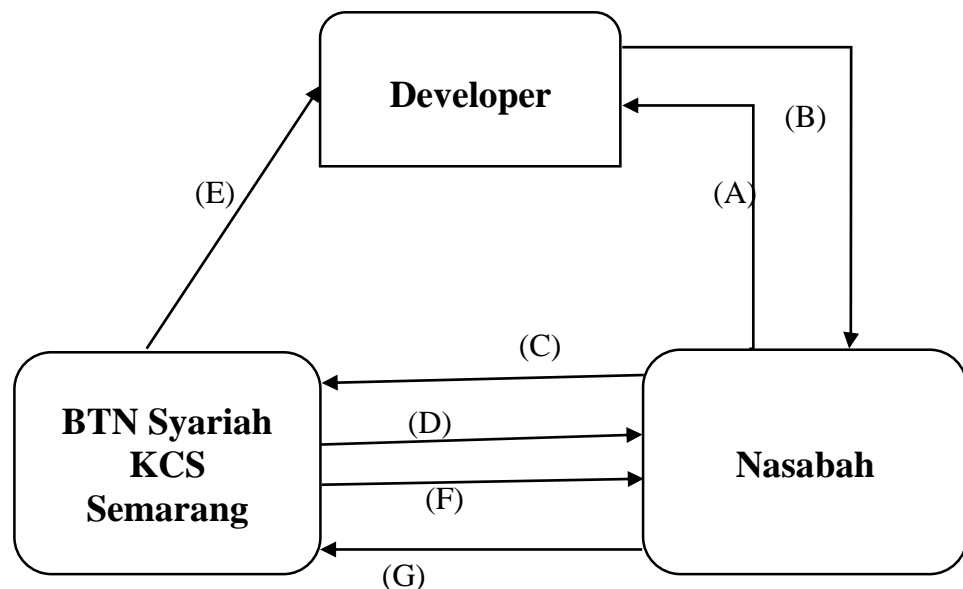 Developer
(B)
(A)
(E)
(C)
BTN Syariah
KCS
Semarang
(D)
Nasabah
(F)
(G)